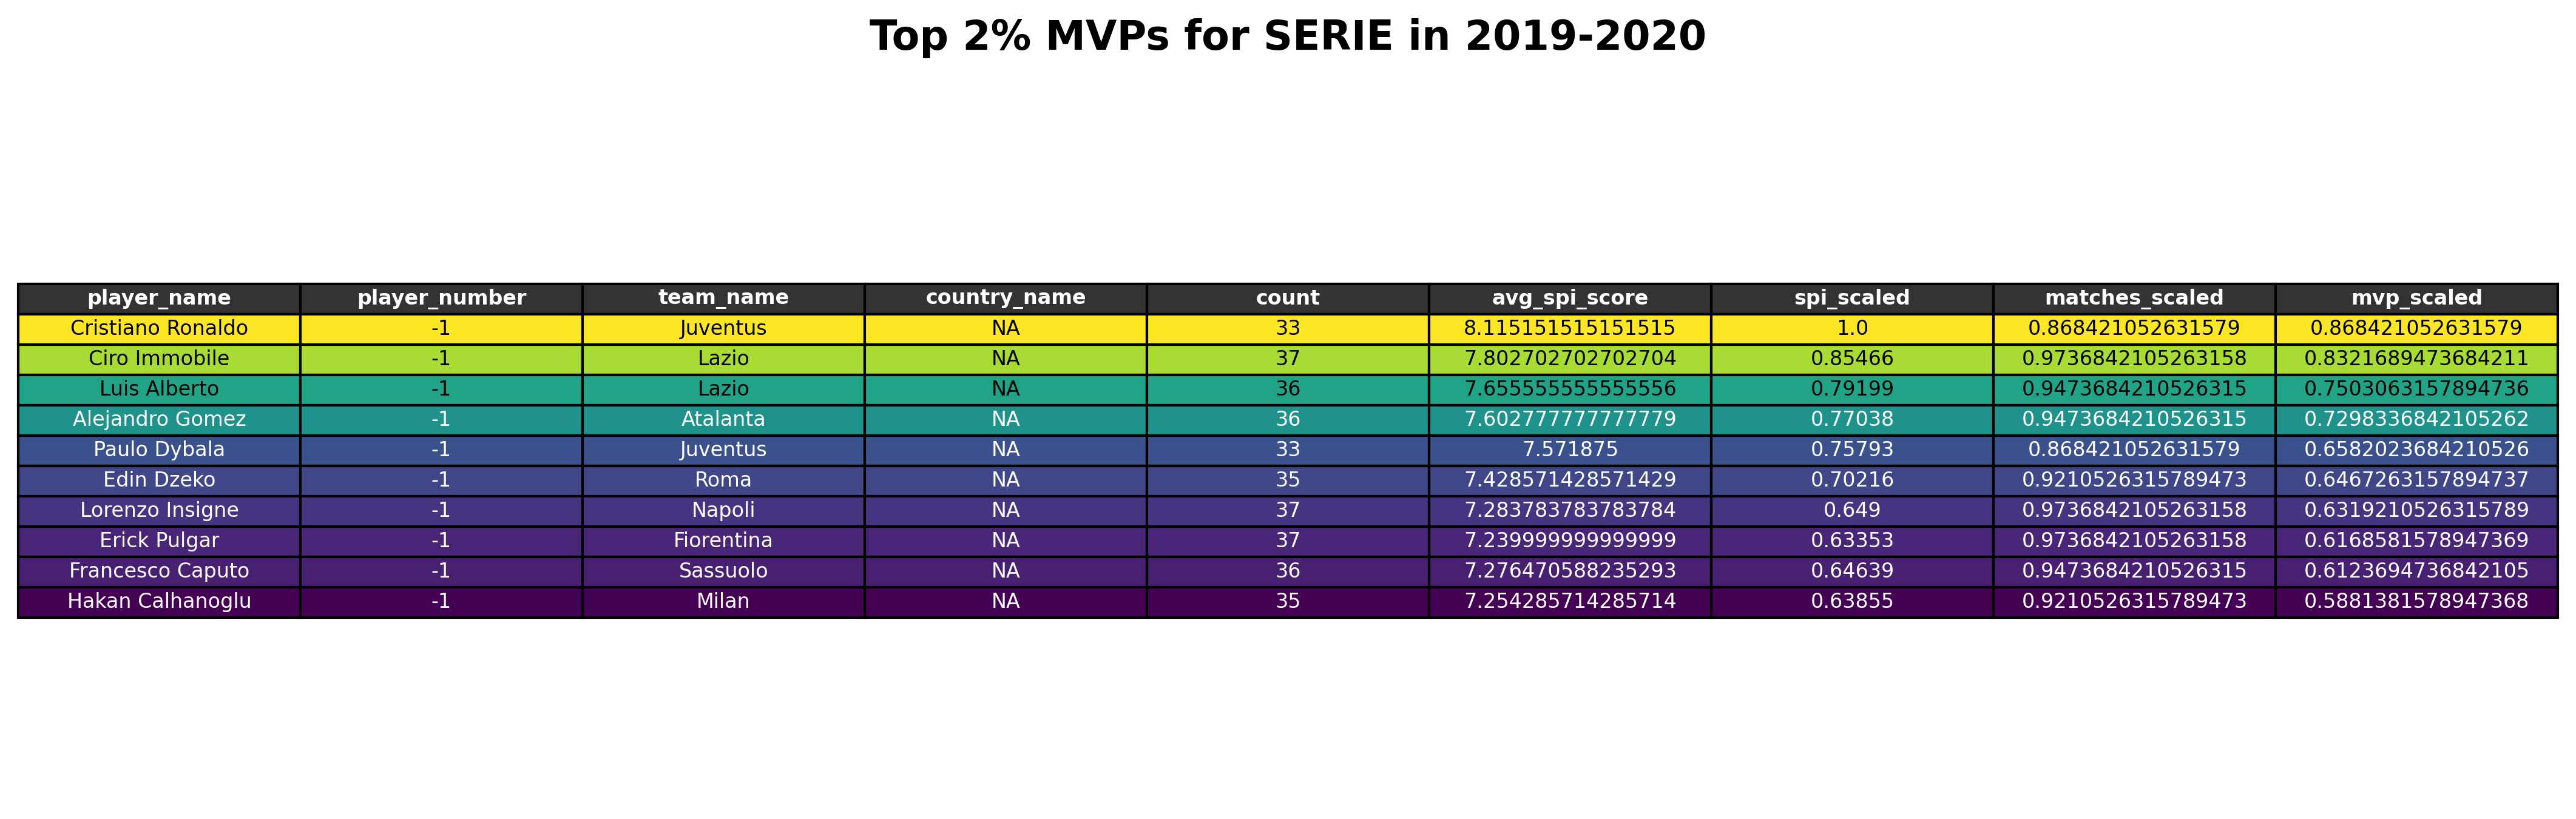 Top 2% MVPs for SERIE in 2019-2020
player_name player_number team_name country_name count avg_spi_score spi_scaled matches_scaled mvp_scaled
Cristiano Ronaldo -1 Juventus NA 33 8.115151515151515 1.0 0.868421052631579 0.868421052631579
Ciro Immobile -1 Lazio NA 37 7.802702702702704 0.85466 0.9736842105263158 0.8321689473684211
Luis Alberto -1 Lazio NA 36 7.655555555555556 0.79199 0.9473684210526315 0.7503063157894736
Alejandro Gomez -1 Atalanta NA 36 7.602777777777779 0.77038 0.9473684210526315 0.7298336842105262
Paulo Dybala -1 Juventus NA 33 7.571875 0.75793 0.868421052631579 0.6582023684210526
Edin Dzeko -1 Roma NA 35 7.428571428571429 0.70216 0.9210526315789473 0.6467263157894737
Lorenzo Insigne -1 Napoli NA 37 7.283783783783784 0.649 0.9736842105263158 0.6319210526315789
Erick Pulgar -1 Fiorentina NA 37 7.239999999999999 0.63353 0.9736842105263158 0.6168581578947369
Francesco Caputo -1 Sassuolo NA 36 7.276470588235293 0.64639 0.9473684210526315 0.6123694736842105
Hakan Calhanoglu -1 Milan NA 35 7.254285714285714 0.63855 0.9210526315789473 0.5881381578947368